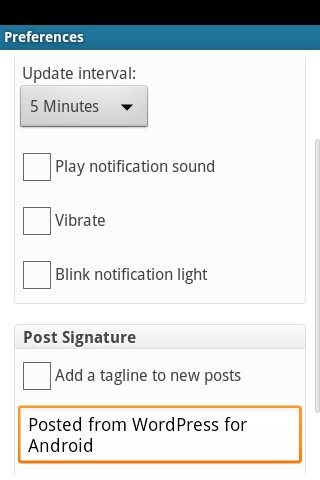 Preferences
Update interval:
5 Minutes
Play notification sound
Vibrate
Blink notification light
Post Signature
Add a tagline to new posts
Posted from WordPress for
Android